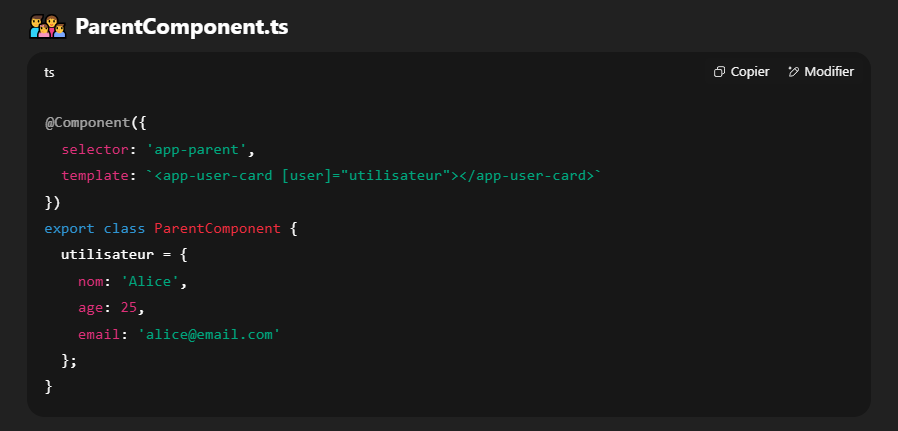 ParentComponent.ts
ts
Copier
Modifier
@Component({
  selector: 'app-parent',
  template: `<app-user-card [user]="utilisateur"></app-user-card>`
})
export class ParentComponent {
  utilisateur = {
    nom: 'Alice',
    age: 25,
    email: 'alice@email.com'
  };
}